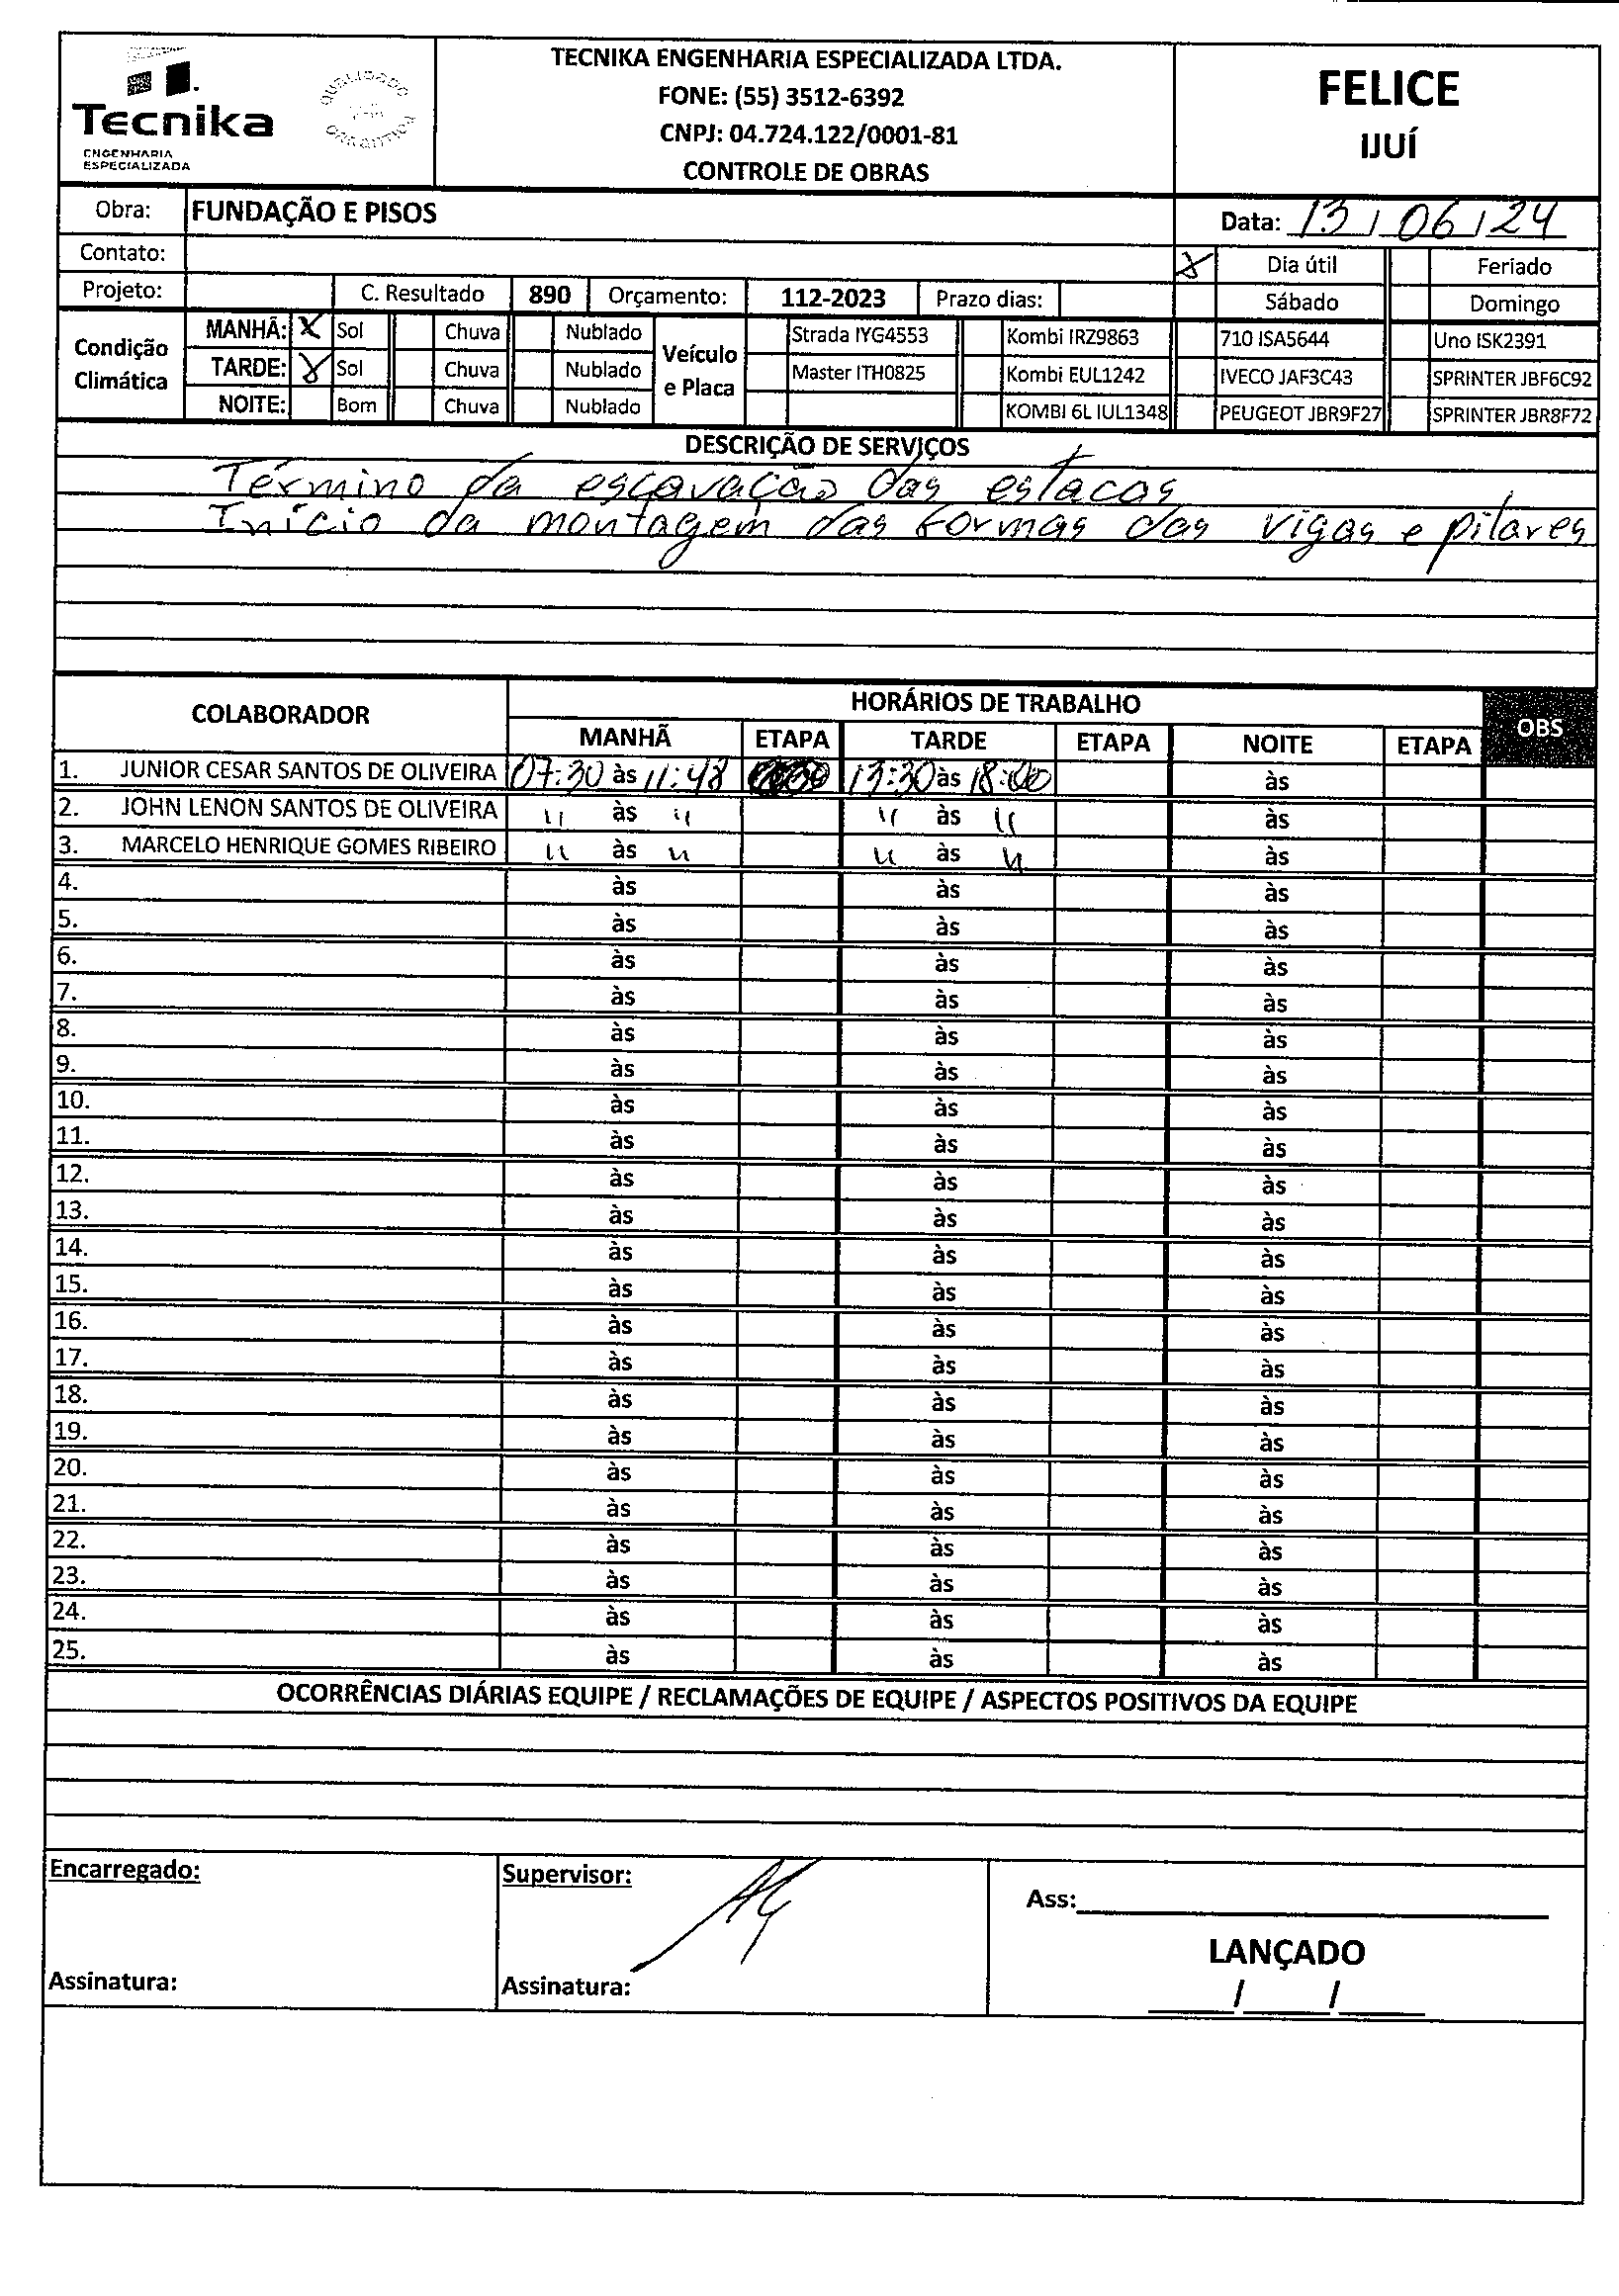 TECNIKA ENGENHARIA ESPECIALIZADA LTDA.
FONE: (55) 3512-6392
CNPJ: 04.724.122/0001-81
CONTROLE DE OBRAS
Tecnika
ENGENHARIA
ESPECIALIZADA
QUALIDADE
FELICE
IJUÍ
Obra: FUNDAÇÃO E PISOS
Data: 13/06/24
Contato:
X Dia útil Feriado
Projeto: C. Resultado 890 Orçamento: 112-2023 Prazo dias: Sábado Domingo
Condição Climática
MANHÃ: X Sol Chuva Nublado
TARDE: X Sol Chuva Nublado
NOITE: Bom Chuva Nublado
Veículo e Placa
Strada IYG4553 Kombi IRZ9863 710 ISA5644 Uno ISK2391
Master ITH0825 Kombi EUL1242 IVECO JAF3C43 SPRINTER JBF6C92
KOMBI 6L IUL1348 PEUGEOT JBR9F27 SPRINTER JBR8F72
DESCRIÇÃO DE SERVIÇOS
Término da escavação das estacas
Início da montagem das formas das vigas e pilares
COLABORADOR HORÁRIOS DE TRABALHO OBS
MANHÃ ETAPA TARDE ETAPA NOITE ETAPA
1. JUNIOR CESAR SANTOS DE OLIVEIRA 07:30 às 11:48 13:30 às 18:00 às
2. JOHN LENON SANTOS DE OLIVEIRA " às " " às " às
3. MARCELO HENRIQUE GOMES RIBEIRO " às " " às " às
4. às às às
5. às às às
6. às às às
7. às às às
8. às às às
9. às às às
10. às às às
11. às às às
12. às às às
13. às às às
14. às às às
15. às às às
16. às às às
17. às às às
18. às às às
19. às às às
20. às às às
21. às às às
22. às às às
23. às às às
24. às às às
25. às às às
OCORRÊNCIAS DIÁRIAS EQUIPE / RECLAMAÇÕES DE EQUIPE / ASPECTOS POSITIVOS DA EQUIPE
Encarregado: Supervisor: Ass:
LANÇADO
Assinatura: Assinatura: / /